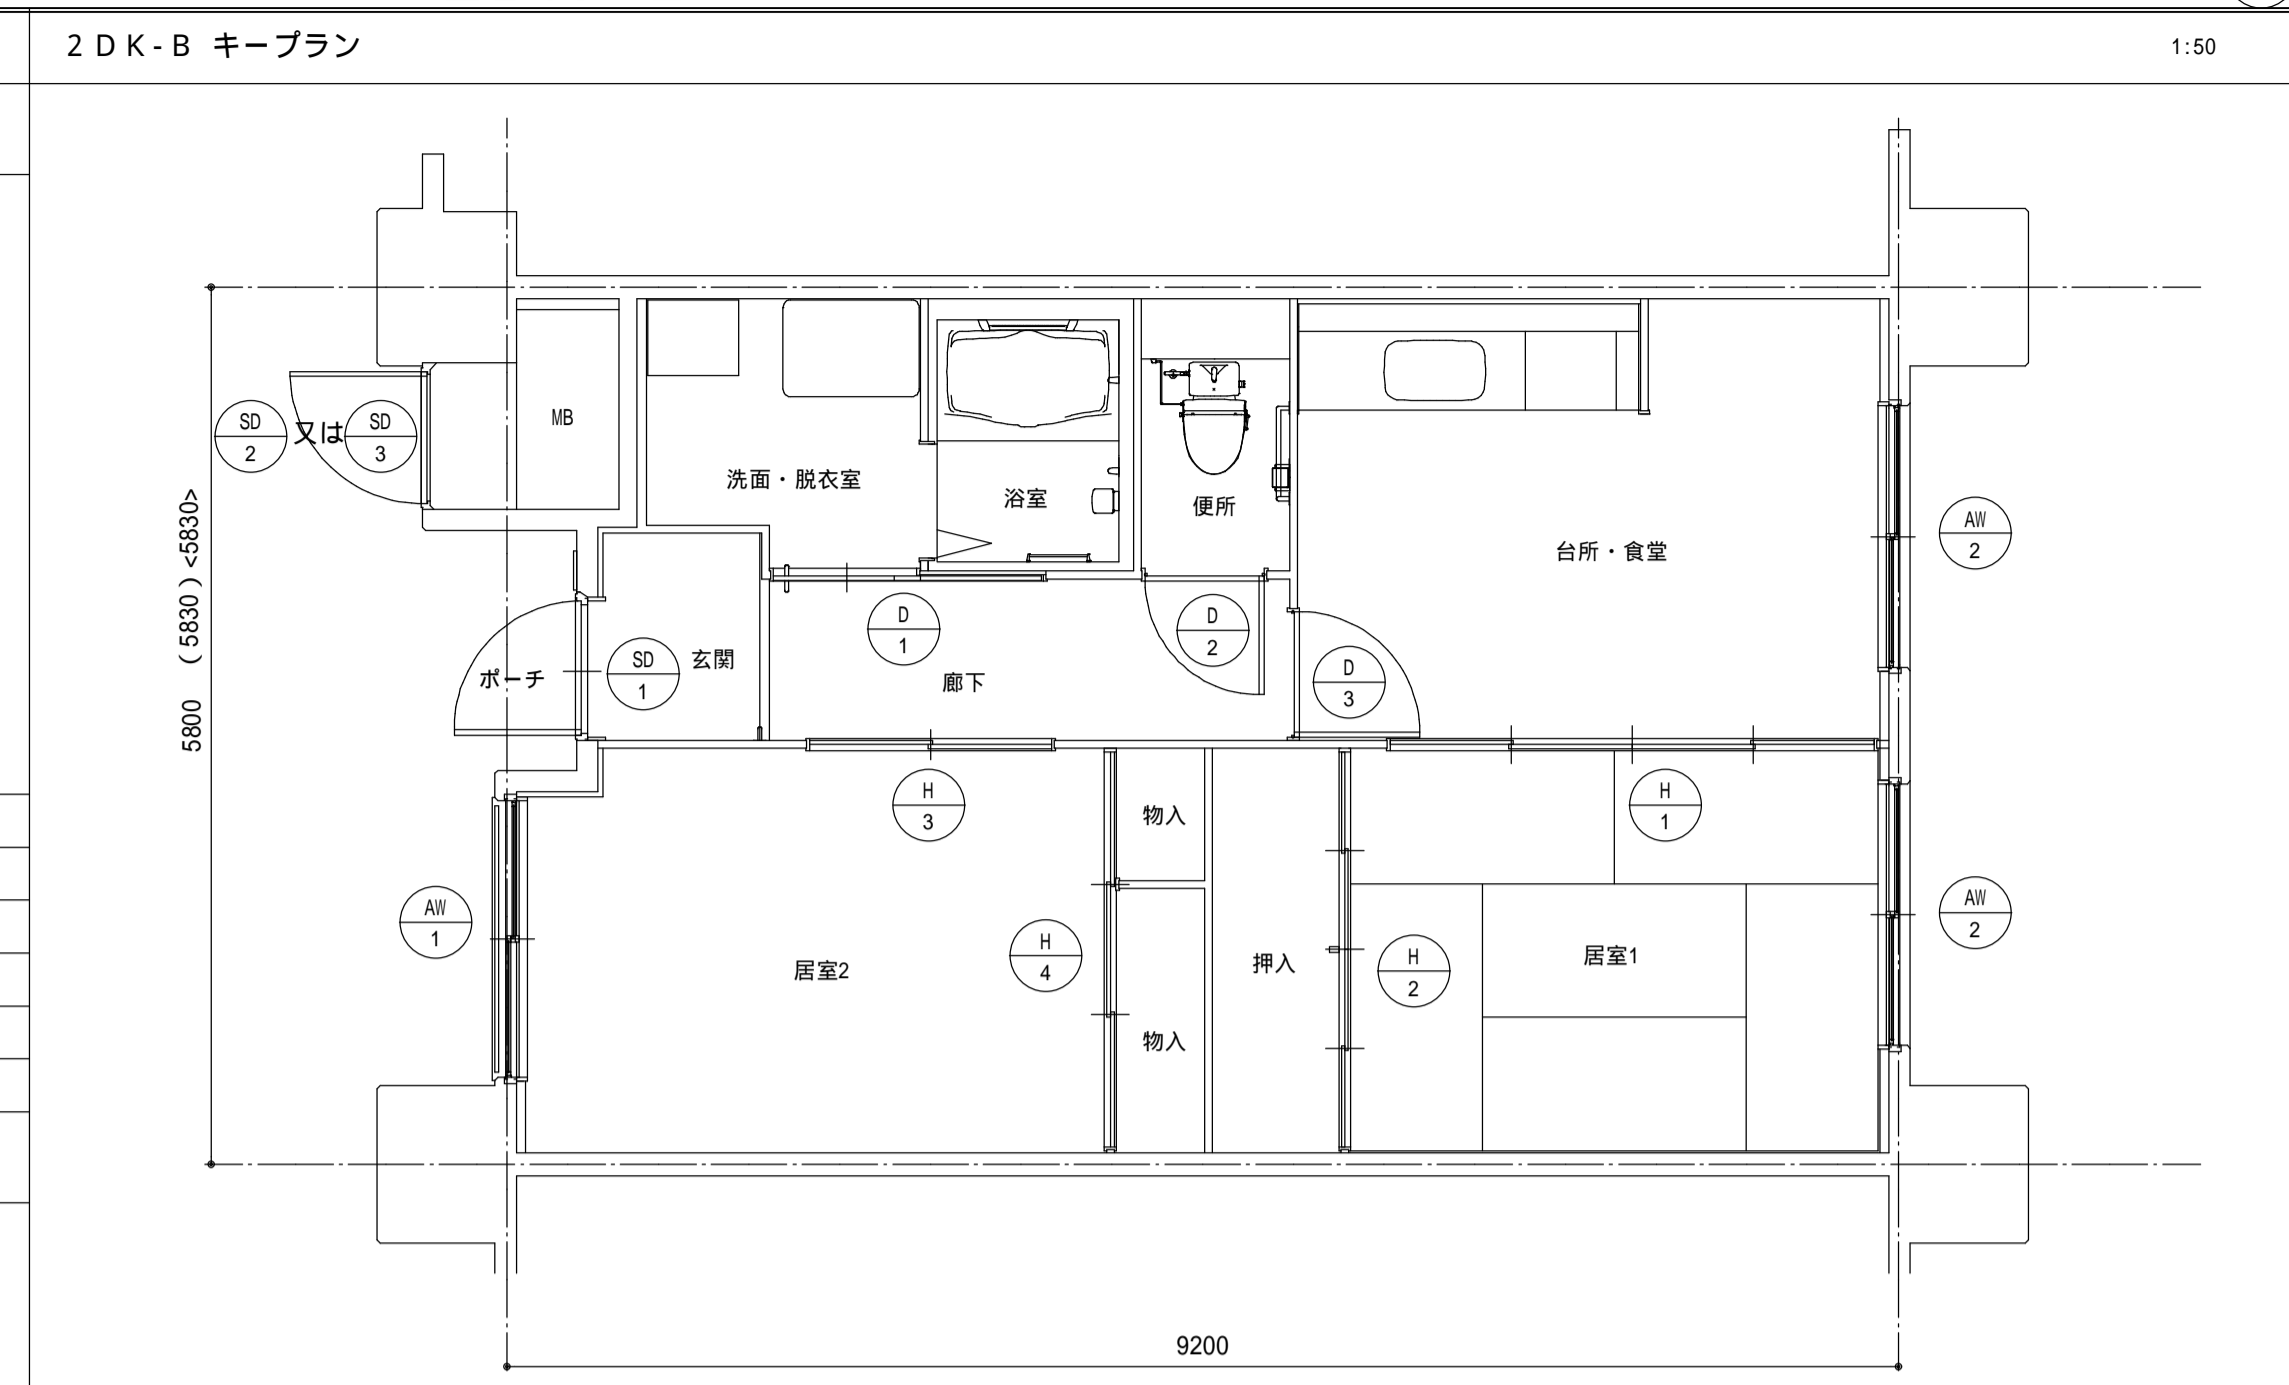 ２ＤＫ-Ｂ キープラン
1:50
SD
2
又は
SD
3
MB
洗面・脱衣室
浴室
便所
台所・食堂
AW
2
5800 (5830)<5830>
ポーチ
SD
1
玄関
D
1
廊下
D
2
D
3
H
3
物入
H
1
AW
1
居室2
H
4
物入
押入
H
2
居室1
AW
2
9200